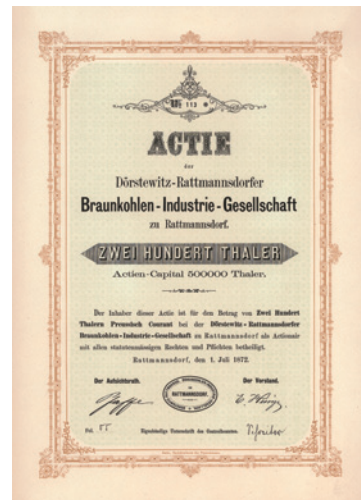 113
ACTIE
der
Dörstewitz-Rattmannsdorfer
Braunkohlen-Industrie-Gesellschaft
zu Rattmannsdorf.
ZWEI HUNDERT THALER
Actien-Capital 500000 Thaler.
Der Inhaber dieser Actie ist für den Betrag von Zwei Hundert
Thalern Preussisch Courant bei der Dörstewitz-Rattmannsdorfer
Braunkohlen-Industrie-Gesellschaft zu Rattmannsdorf als Actionair
mit allen statutenmässigen Rechten und Pflichten betheiligt.
Rattmannsdorf, den 1. Juli 1872.
Der Aufsichtsrath. Der Vorstand.
RATTMANNSDORF.
Fol. 55 Eigenhändige Unterschrift des Controlbeamten.